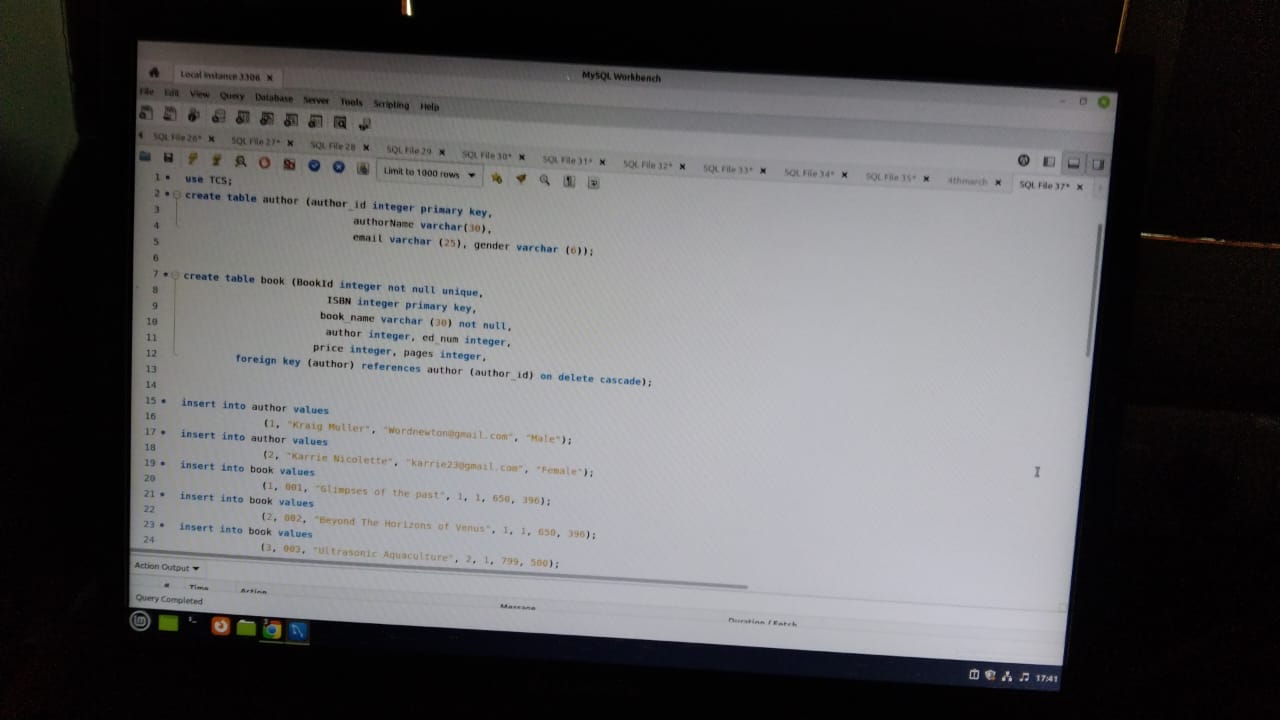 MySQL Workbench
Local instance 3306
File Edit View Query Database Server Tools Scripting Help
SQL File 26* SQL File 27* SQL File 28 SQL File 29 SQL File 30* SQL File 31* SQL File 32* SQL File 33* SQL File 34* SQL File 35* 4thmarch SQL File 37*
Limit to 1000 rows
1 use TCS;
2 create table author (author_id integer primary key,
3 authorName varchar(30),
4 email varchar (25), gender varchar (6));
5
6
7 create table book (BookId integer not null unique,
8 ISBN integer primary key,
9 book_name varchar (30) not null,
10 author integer, ed_num integer,
11 price integer, pages integer,
12 foreign key (author) references author (author_id) on delete cascade);
13
14
15 insert into author values
16 (1, "Kraig Muller", "Wordnewton@gmail.com", "Male");
17 insert into author values
18 (2, "Karrie Nicolette", "karrie23@gmail.com", "Female");
19 insert into book values
20 (1, 001, "Glimpses of the past", 1, 1, 650, 396);
21 insert into book values
22 (2, 002, "Beyond The Horizons of Venus", 1, 1, 650, 396);
23 insert into book values
24 (3, 003, "Ultrasonic Aquaculture", 2, 1, 799, 500);
Action Output
# Time Action Message Duration / Fetch
Query Completed
17:41